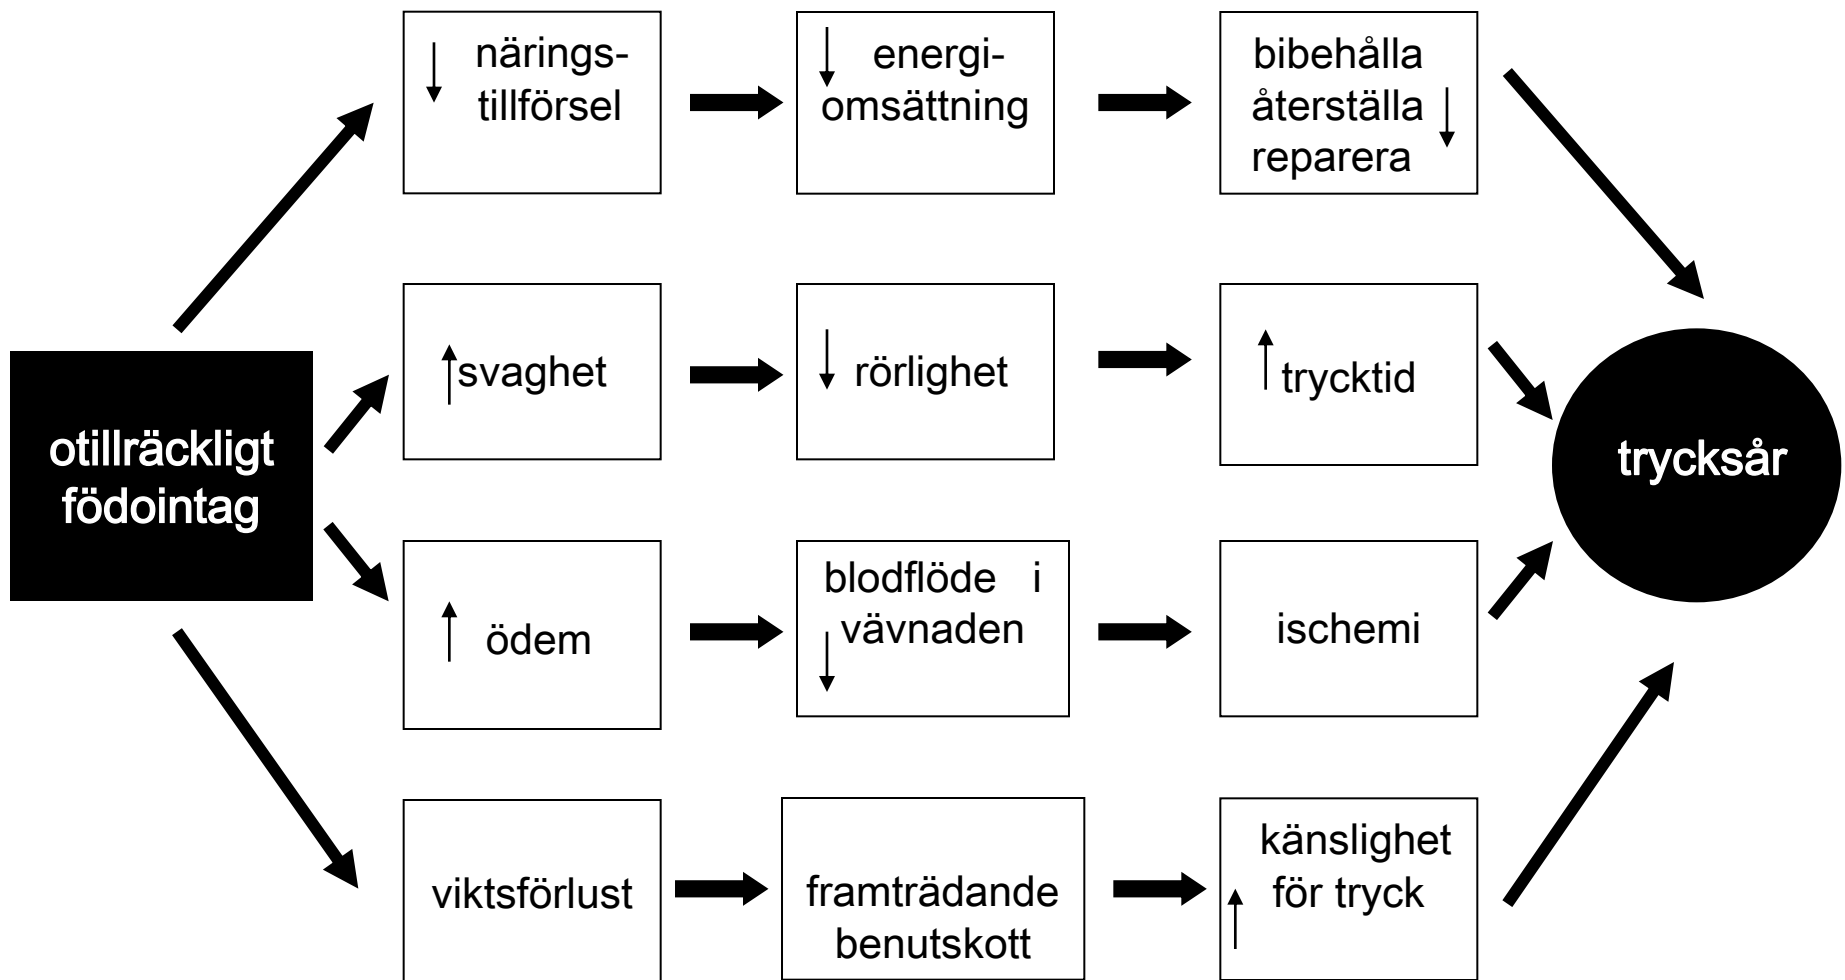 närings-
tillförsel
energi-
omsättning
bibehålla
återställa
reparera
svaghet
rörlighet
trycktid
otillräckligt
födointag
trycksår
ödem
blodflöde i
vävnaden
ischemi
viktsförlust
framträdande
benutskott
känslighet
för tryck